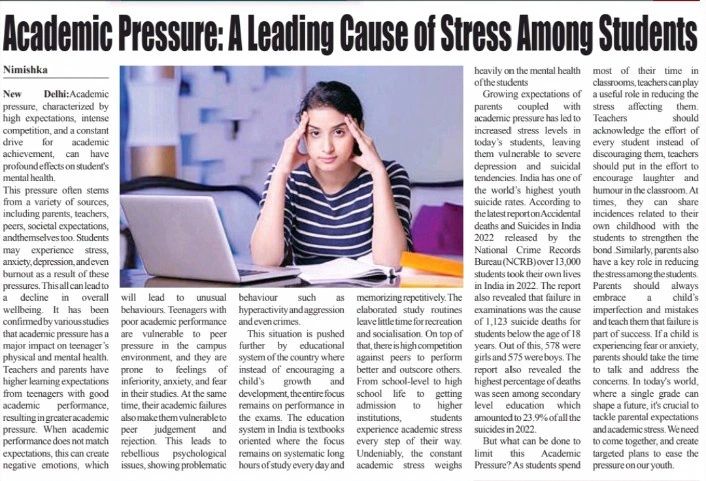 Academic Pressure: A Leading Cause of Stress Among Students
Nimishka
New Delhi:Academic
pressure, characterized by
high expectations, intense
competition, and a constant
drive for academic
achievement, can have
profound effects on student's
mental health.
This pressure often stems
from a variety of sources,
including parents, teachers,
peers, societal expectations,
andthemselves too. Students
may experience stress,
anxiety, depression, and even
burnout as a result of these
pressures. This all can lead to
a decline in overall
wellbeing. It has been
confirmed by various studies
that academic pressure has a
major impact on teenager's
physical and mental health.
Teachers and parents have
higher learning expectations
from teenagers with good
academic performance,
resulting in greater academic
pressure. When academic
performance does not match
expectations, this can create
negative emotions, which
will lead to unusual
behaviours. Teenagers with
poor academic performance
are vulnerable to peer
pressure in the campus
environment, and they are
prone to feelings of
inferiority, anxiety, and fear
in their studies. At the same
time, their academic failures
also make them vulnerable to
peer judgement and
rejection. This leads to
rebellious psychological
issues, showing problematic
behaviour such as
hyperactivity and aggression
and even crimes.
This situation is pushed
further by educational
system of the country where
instead of encouraging a
child's growth and
development, the entire focus
remains on performance in
the exams. The education
system in India is textbooks
oriented where the focus
remains on systematic long
hours of study every day and
memorizing repetitively. The
elaborated study routines
leave little time for recreation
and socialisation. On top of
that, there is high competition
against peers to perform
better and outscore others.
From school-level to high
school life to getting
admission to higher
institutions, students
experience academic stress
every step of their way.
Undeniably, the constant
academic stress weighs
heavily on the mental health
of the students
Growing expectations of
parents coupled with
academic pressure has led to
increased stress levels in
today's students, leaving
them vulnerable to severe
depression and suicidal
tendencies. India has one of
the world's highest youth
suicide rates. According to
the latest report on Accidental
deaths and Suicides in India
2022 released by the
National Crime Records
Bureau (NCRB) over 13,000
students took their own lives
in India in 2022. The report
also revealed that failure in
examinations was the cause
of 1,123 suicide deaths for
students below the age of 18
years. Out of this, 578 were
girls and 575 were boys. The
report also revealed the
highest percentage of deaths
was seen among secondary
level education which
amounted to 23.9% of all the
suicides in 2022.
But what can be done to
limit this Academic
Pressure? As students spend
most of their time in
classrooms, teachers can play
a useful role in reducing the
stress affecting them.
Teachers should
acknowledge the effort of
every student instead of
discouraging them, teachers
should put in the effort to
encourage laughter and
humour in the classroom. At
times, they can share
incidences related to their
own childhood with the
students to strengthen the
bond .Similarly, parents also
have a key role in reducing
the stress among the students.
Parents should always
embrace a child's
imperfection and mistakes
and teach them that failure is
part of success. If a child is
experiencing fear or anxiety,
parents should take the time
to talk and address the
concerns. In today's world,
where a single grade can
shape a future, it's crucial to
tackle parental expectations
and academic stress. We need
to come together, and create
targeted plans to ease the
pressure on our youth.